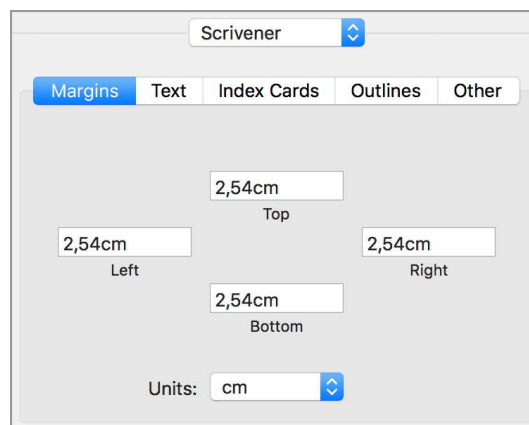 Scrivener
Margins Text Index Cards Outlines Other
2,54cm
Top
2,54cm 2,54cm
Left Right
2,54cm
Bottom
Units: cm